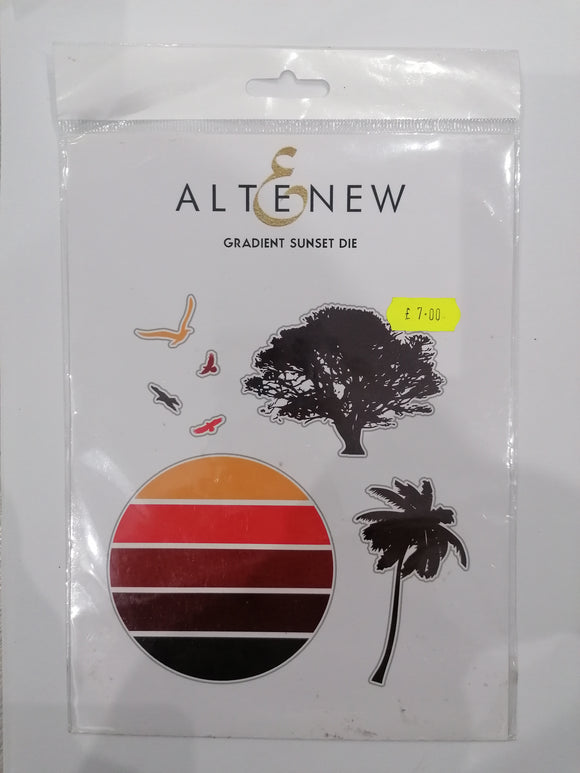 ALTENEW
GRADIENT SUNSET DIE
£ 7.00